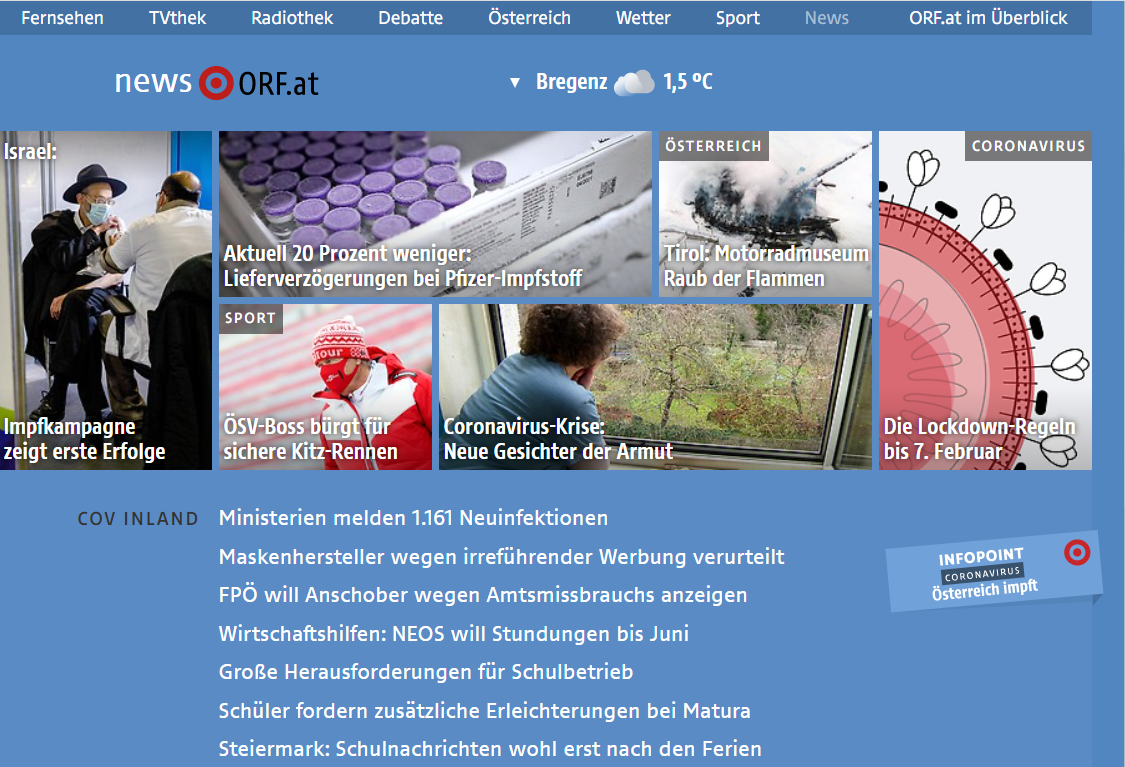 Fernsehen TVthek Radiothek Debatte Österreich Wetter Sport News ORF.at im Überblick
news ORF.at
▼ Bregenz 1,5 ºC
Israel:
Impfkampagne
zeigt erste Erfolge
Aktuell 20 Prozent weniger:
Lieferverzögerungen bei Pfizer-Impfstoff
ÖSTERREICH
Tirol: Motorradmuseum
Raub der Flammen
CORONAVIRUS
Die Lockdown-Regeln
bis 7. Februar
SPORT
ÖSV-Boss bürgt für
sichere Kitz-Rennen
Coronavirus-Krise:
Neue Gesichter der Armut
COV INLAND
Ministerien melden 1.161 Neuinfektionen
Maskenhersteller wegen irreführender Werbung verurteilt
FPÖ will Anschober wegen Amtsmissbrauchs anzeigen
Wirtschaftshilfen: NEOS will Stundungen bis Juni
Große Herausforderungen für Schulbetrieb
Schüler fordern zusätzliche Erleichterungen bei Matura
Steiermark: Schulnachrichten wohl erst nach den Ferien
INFOPOINT
CORONAVIRUS
Österreich impft